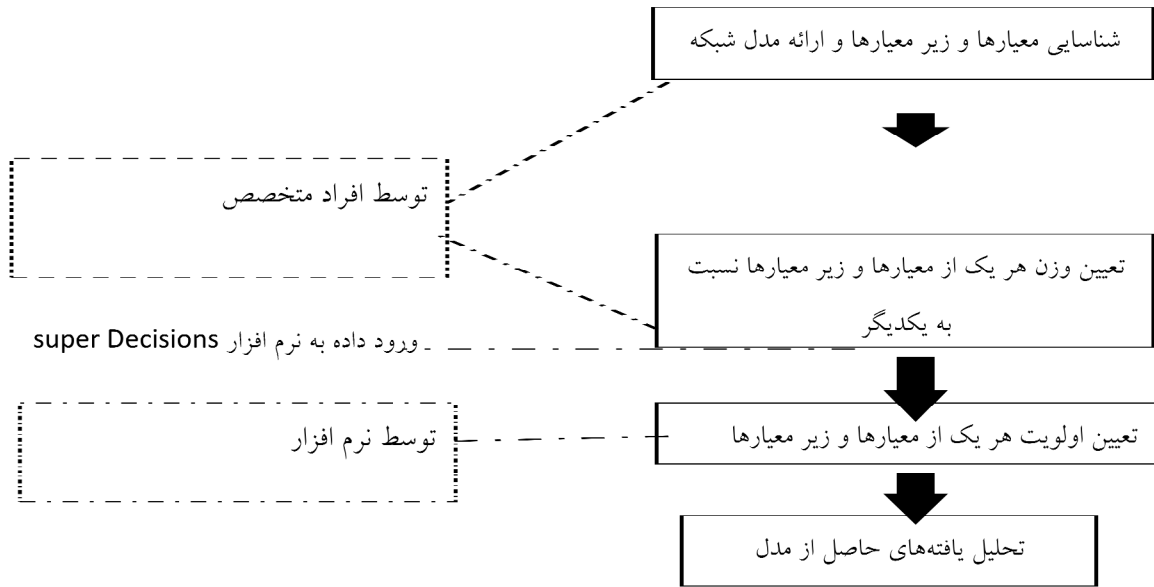 شناسایی معیارها و زیر معیارها و ارائه مدل شبکه
توسط افراد متخصص
تعیین وزن هر یک از معیارها و زیر معیارها نسبت
به یکدیگر
ورود داده به نرم افزار super Decisions
تعیین اولویت هر یک از معیارها و زیر معیارها
توسط نرم افزار
تحلیل یافته‌های حاصل از مدل